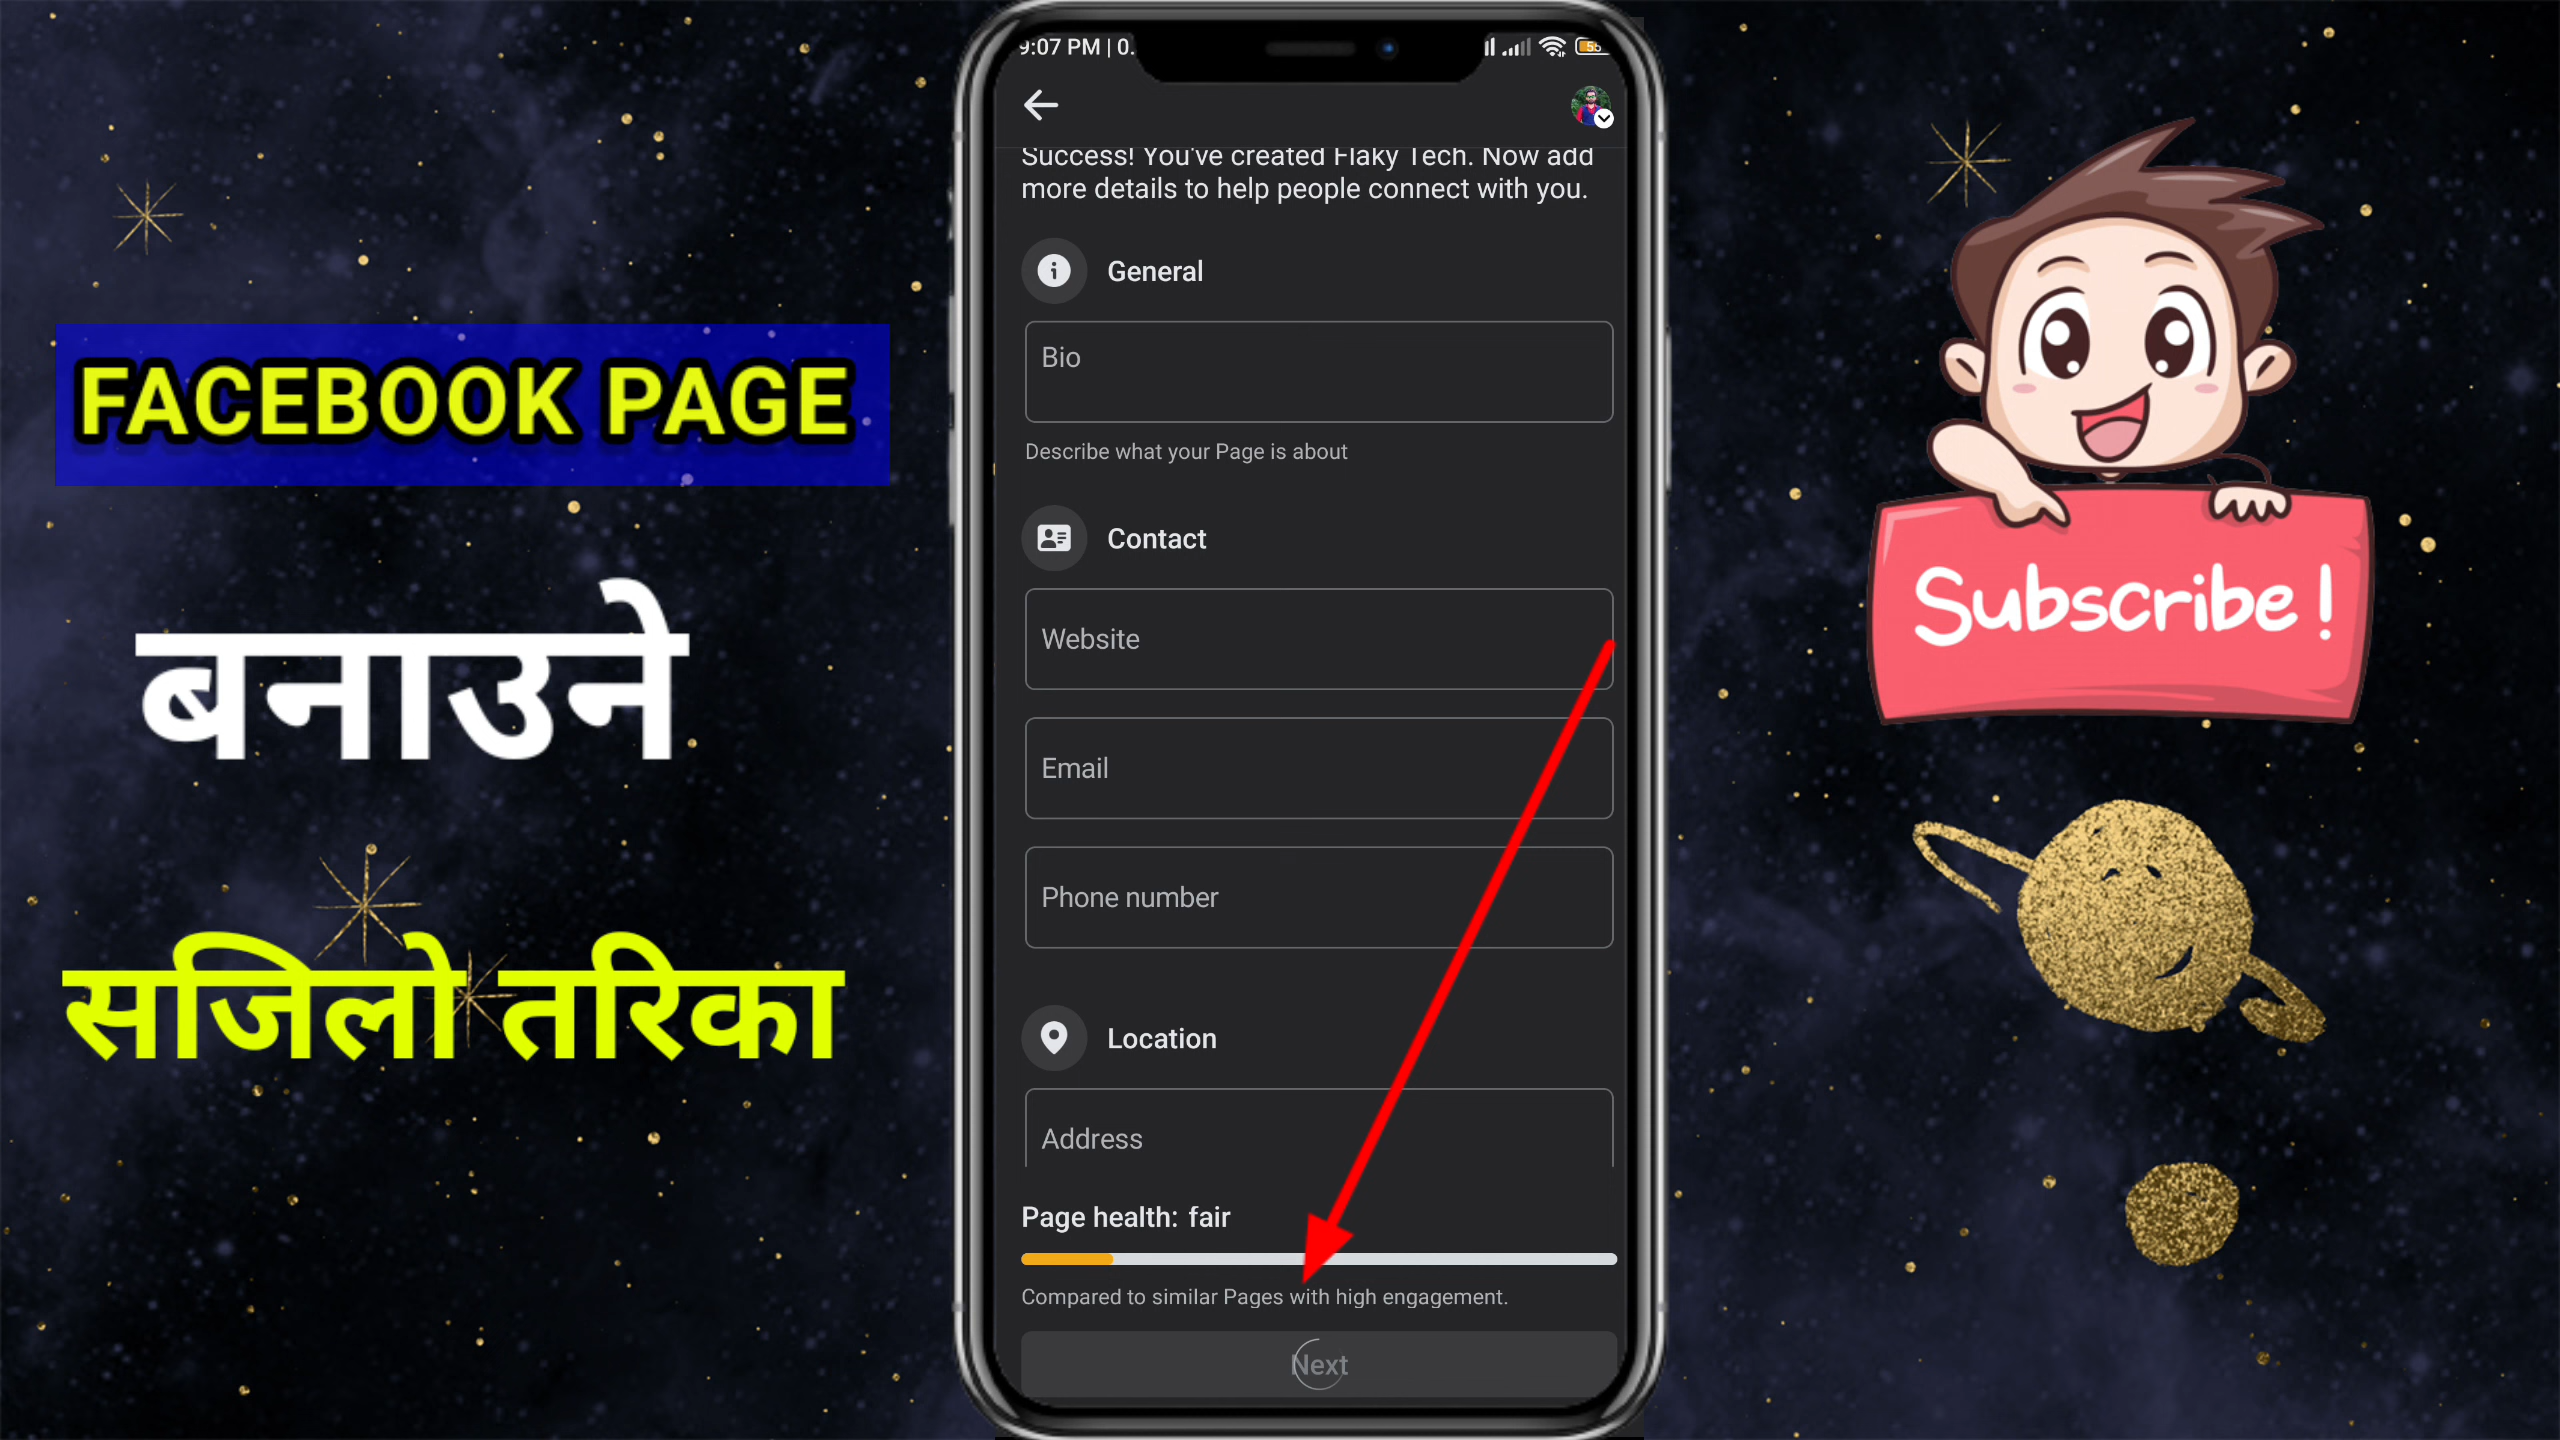 FACEBOOK PAGE
बनाउने
सजिलो तरिका
9:07 PM | 0.
55
Success! You've created Flaky Tech. Now add
more details to help people connect with you.
General
Bio
Describe what your Page is about
Contact
Website
Email
Phone number
Location
Address
Page health: fair
Compared to similar Pages with high engagement.
Next
Subscribe!